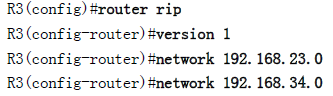 R3(config)#router rip
R3(config-router)#version 1
R3(config-router)#network 192.168.23.0
R3(config-router)#network 192.168.34.0